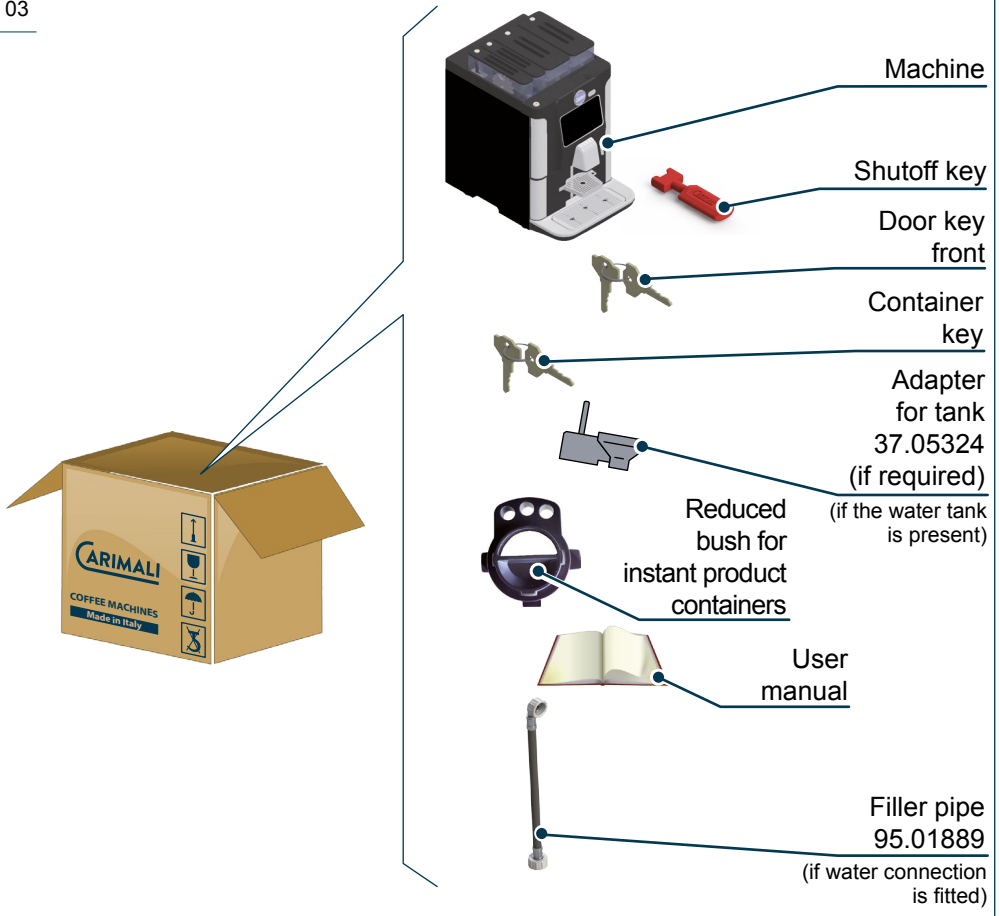 03
Machine
Shutoff key
Door key
front
Container
key
Adapter
for tank
37.05324
(if required)
(if the water tank
is present)
Reduced
bush for
instant product
containers
User
manual
Filler pipe
95.01889
(if water connection
is fitted)
CARIMALI
COFFEE MACHINES
Made in Italy